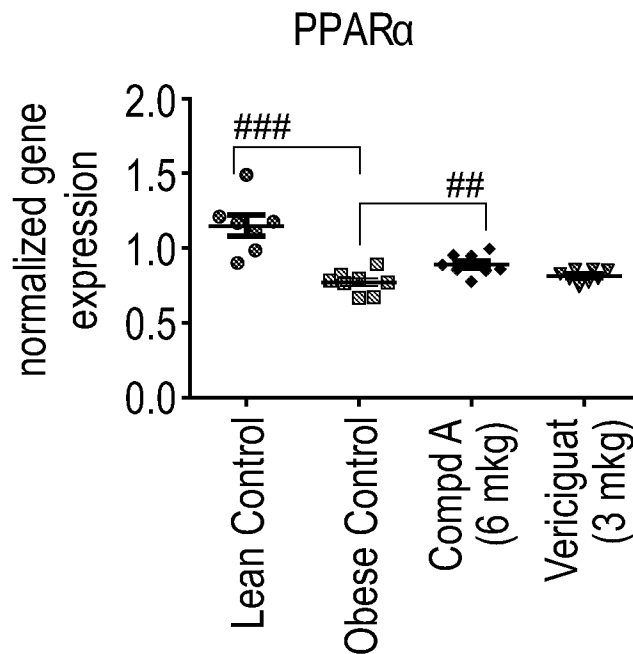 PPARα
normalized gene
expression
2.0
1.5
1.0
0.5
0.0
###
##
Lean Control
Obese Control
Compd A
(6 mkg)
Vericiguat
(3 mkg)